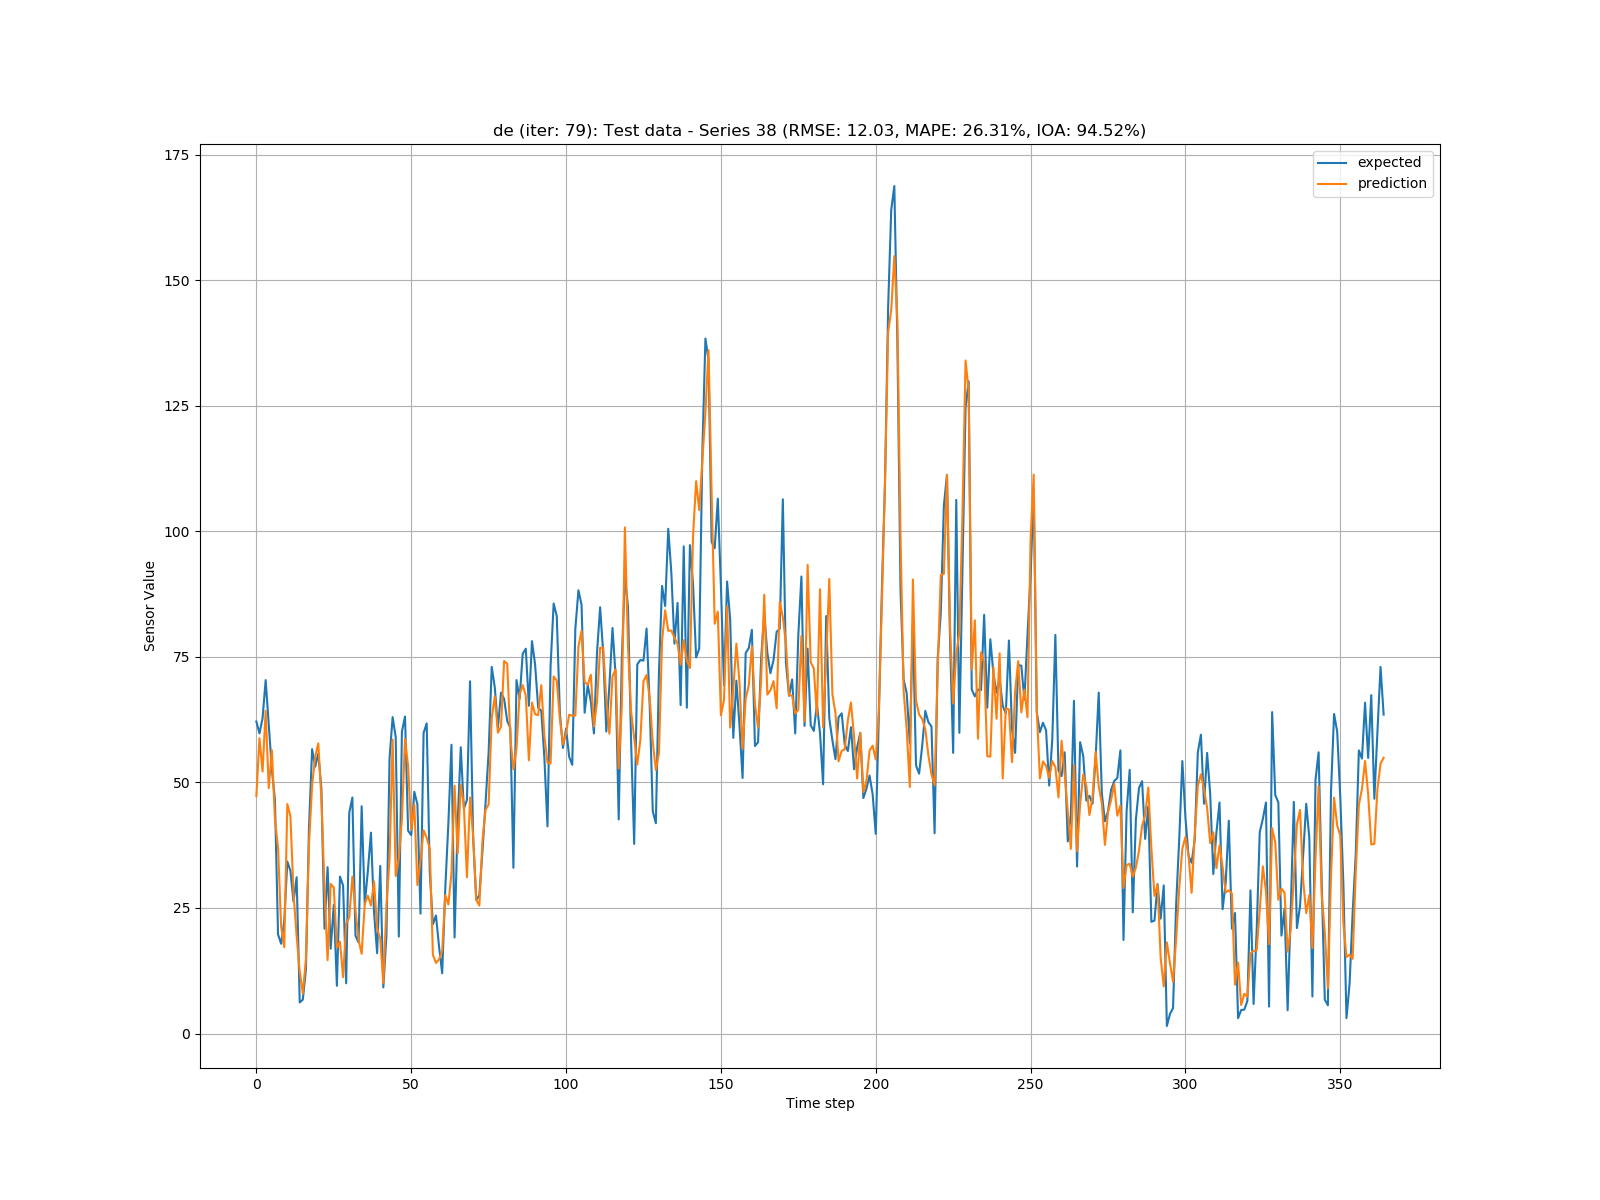 de (iter: 79): Test data - Series 38 (RMSE: 12.03, MAPE: 26.31%, IOA: 94.52%)
expected
prediction
175
150
125
100
75
50
25
0
Sensor Value
0 50 100 150 200 250 300 350
Time step